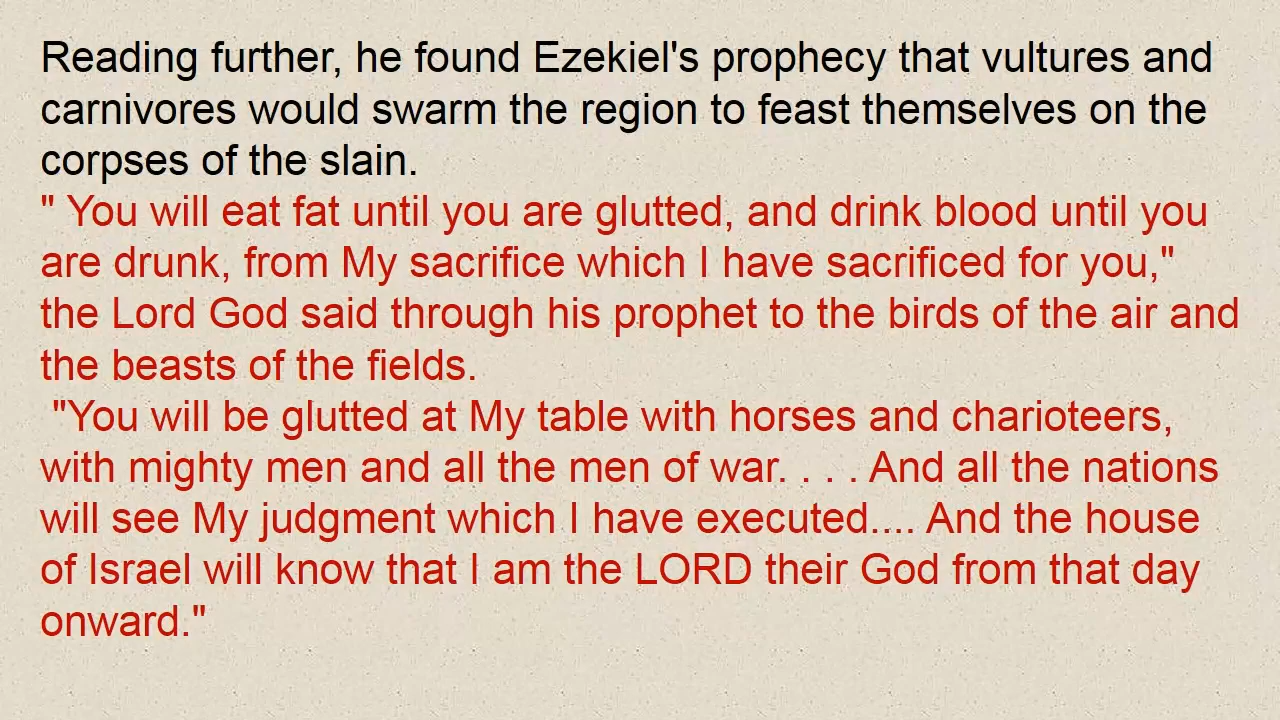 Reading further, he found Ezekiel's prophecy that vultures and
carnivores would swarm the region to feast themselves on the
corpses of the slain.
" You will eat fat until you are glutted, and drink blood until you
are drunk, from My sacrifice which I have sacrificed for you,"
the Lord God said through his prophet to the birds of the air and
the beasts of the fields.
"You will be glutted at My table with horses and charioteers,
with mighty men and all the men of war. . . . And all the nations
will see My judgment which I have executed.... And the house
of Israel will know that I am the LORD their God from that day
onward."